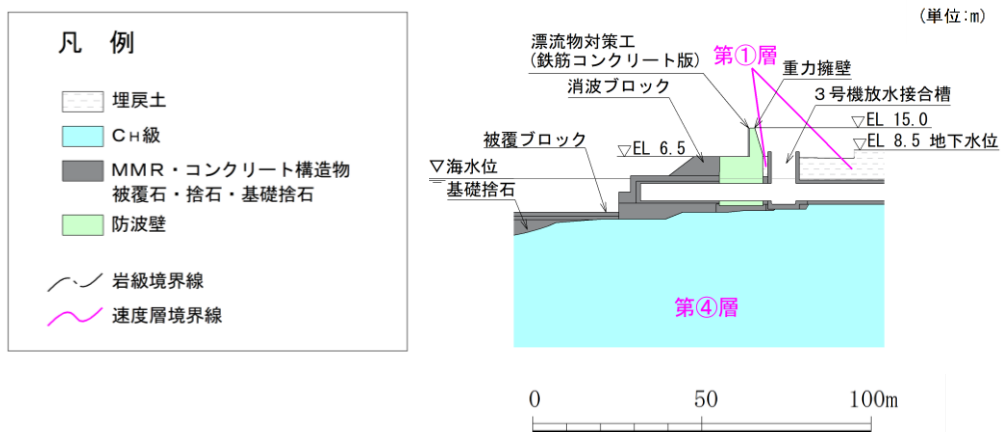 (単位:m)
凡 例
埋戻土
CH級
MMR・コンクリート構造物
被覆石・捨石・基礎捨石
防波壁
岩級境界線
速度層境界線
漂流物対策工
(鉄筋コンクリート版)
第①層
重力擁壁
消波ブロック
3号機放水接合槽
▽EL 15.0
被覆ブロック
▽EL 6.5
▽EL 8.5 地下水位
▽海水位
基礎捨石
第④層
0 50 100m